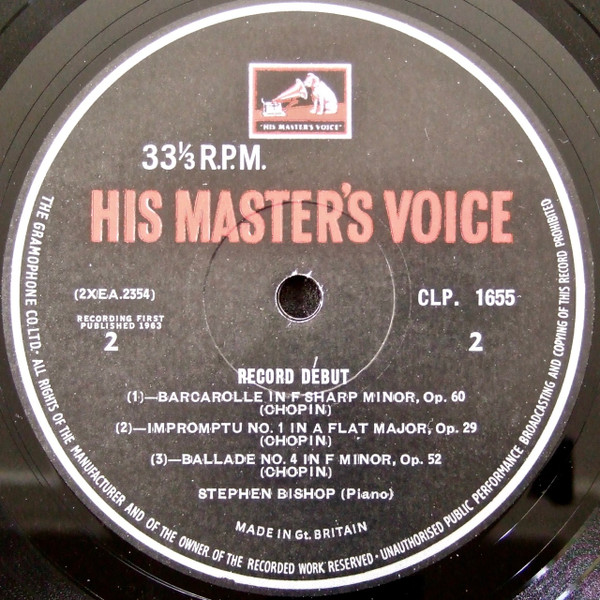 "HIS MASTER'S VOICE"
33⅓ R.P.M.
HIS MASTER'S VOICE
(2XEA.2354)
CLP. 1655
RECORDING FIRST
PUBLISHED 1963
2
2
RECORD DÉBUT
(1)—BARCAROLLE IN F SHARP MINOR, Op. 60
(CHOPIN)
(2)—IMPROMPTU NO. 1 IN A FLAT MAJOR, Op. 29
(CHOPIN)
(3)—BALLADE NO. 4 IN F MINOR, Op. 52
(CHOPIN)
STEPHEN BISHOP (Piano)
MADE IN Gt. BRITAIN
THE GRAMOPHONE CO. LTD. · ALL RIGHTS OF THE MANUFACTURER AND OF THE OWNER OF THE RECORDED WORK RESERVED · UNAUTHORISED PUBLIC PERFORMANCE BROADCASTING AND COPYING OF THIS RECORD PROHIBITED